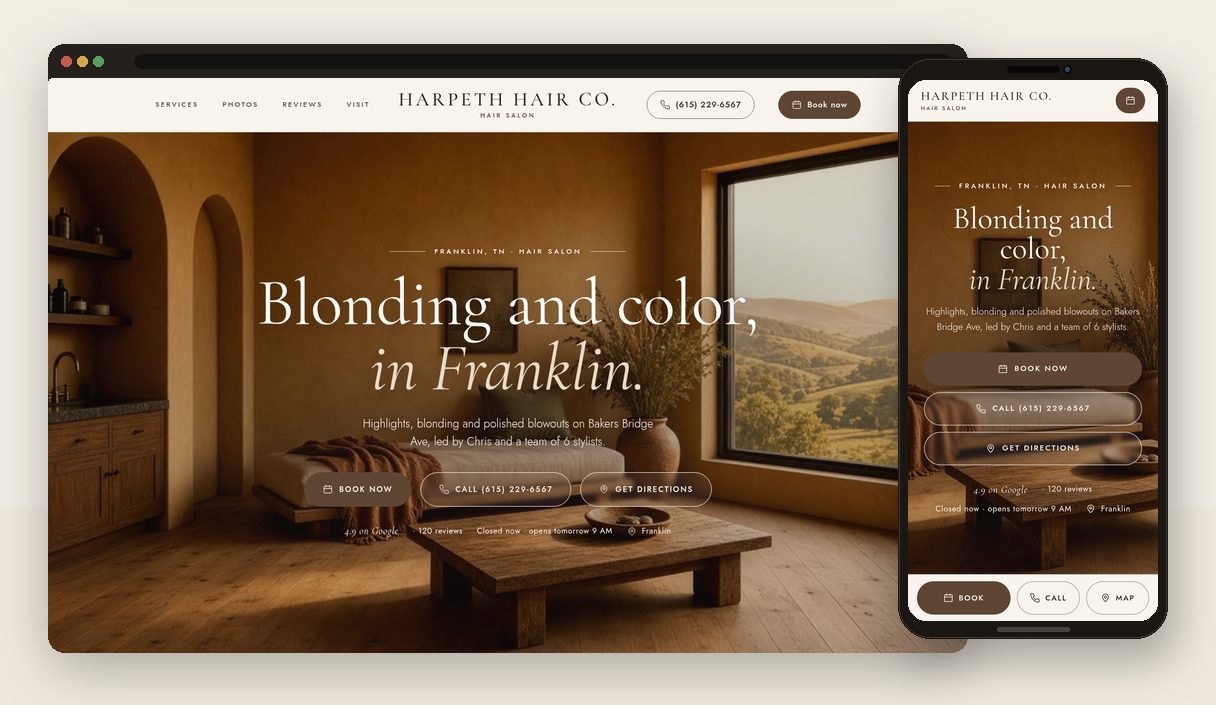 SERVICES PHOTOS REVIEWS VISIT
HARPETH HAIR CO.
HAIR SALON
(615) 229-6567
Book now
FRANKLIN, TN · HAIR SALON
Blonding and color,
in Franklin.
Highlights, blonding and polished blowouts on Bakers Bridge
Ave, led by Chris and a team of 6 stylists.
BOOK NOW
CALL (615) 229-6567
GET DIRECTIONS
4.9 on Google · 120 reviews Closed now · opens tomorrow 9 AM Franklin
HARPETH HAIR CO.
HAIR SALON
FRANKLIN, TN · HAIR SALON
Blonding and
color,
in Franklin.
Highlights, blonding and polished blowouts on Bakers
Bridge Ave, led by Chris and a team of 6 stylists.
BOOK NOW
CALL (615) 229-6567
GET DIRECTIONS
4.9 on Google · 120 reviews
Closed now · opens tomorrow 9 AM Franklin
BOOK
CALL
MAP